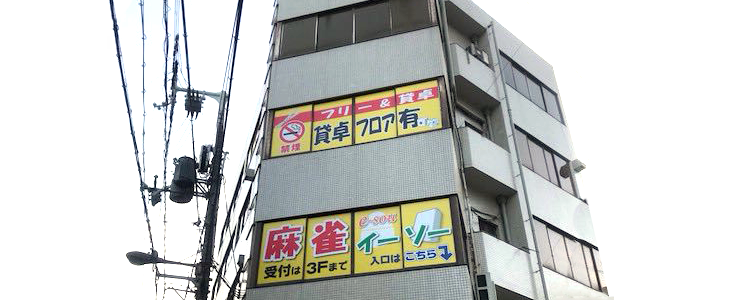 フリー＆貸卓
禁煙
貸卓フロア有
麻雀
e-sou
イーソー
受付は3Fまで
入口はこちら